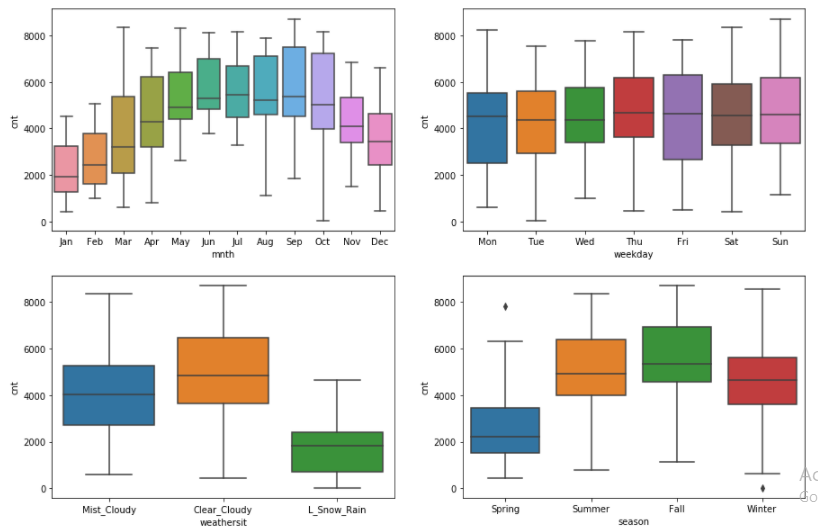 8000
6000
4000
2000
0
cnt
Jan Feb Mar Apr May Jun Jul Aug Sep Oct Nov Dec
mnth
8000
6000
4000
2000
0
cnt
Mon Tue Wed Thu Fri Sat Sun
weekday
8000
6000
4000
2000
0
cnt
Mist_Cloudy Clear_Cloudy L_Snow_Rain
weathersit
8000
6000
4000
2000
0
cnt
Spring Summer Fall Winter
season
Ac
Go